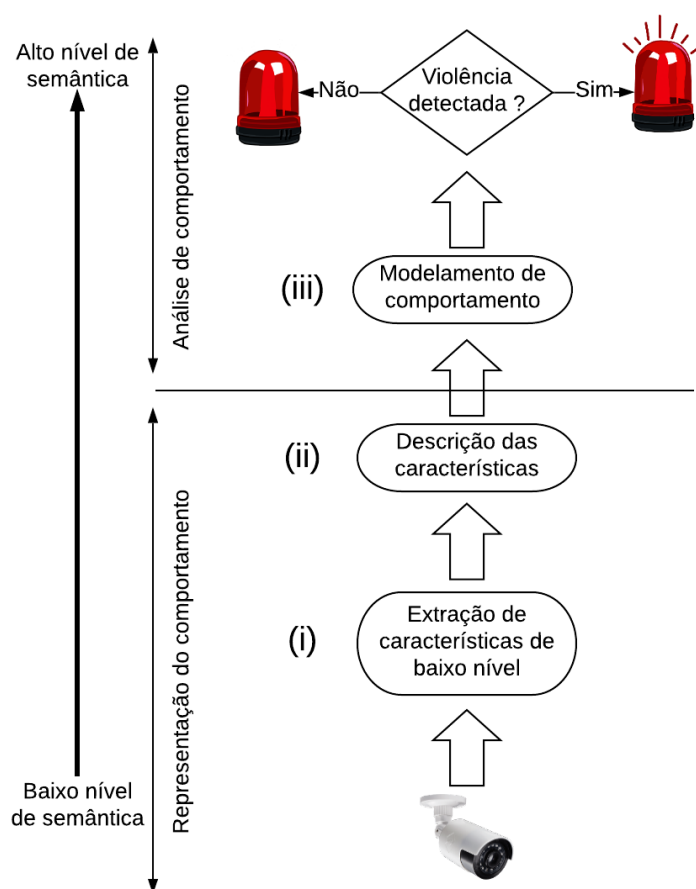 Alto nível de
semântica
Violência
detectada ?
Não
Sim
Análise de comportamento
(iii)
Modelamento de
comportamento
(ii)
Descrição das
características
Representação do comportamento
(i)
Extração de
características de
baixo nível
Baixo nível
de semântica